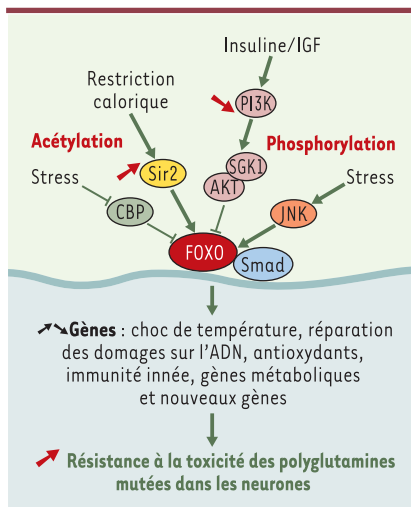 Insuline/IGF
Restriction
calorique
PI3K
Acétylation
Phosphorylation
Stress
Sir2
SGK1
AKT
Stress
CBP
JNK
FOXO
Smad
Gènes : choc de température, réparation
des domages sur l'ADN, antioxydants,
immunité innée, gènes métaboliques
et nouveaux gènes
Résistance à la toxicité des polyglutamines
mutées dans les neurones